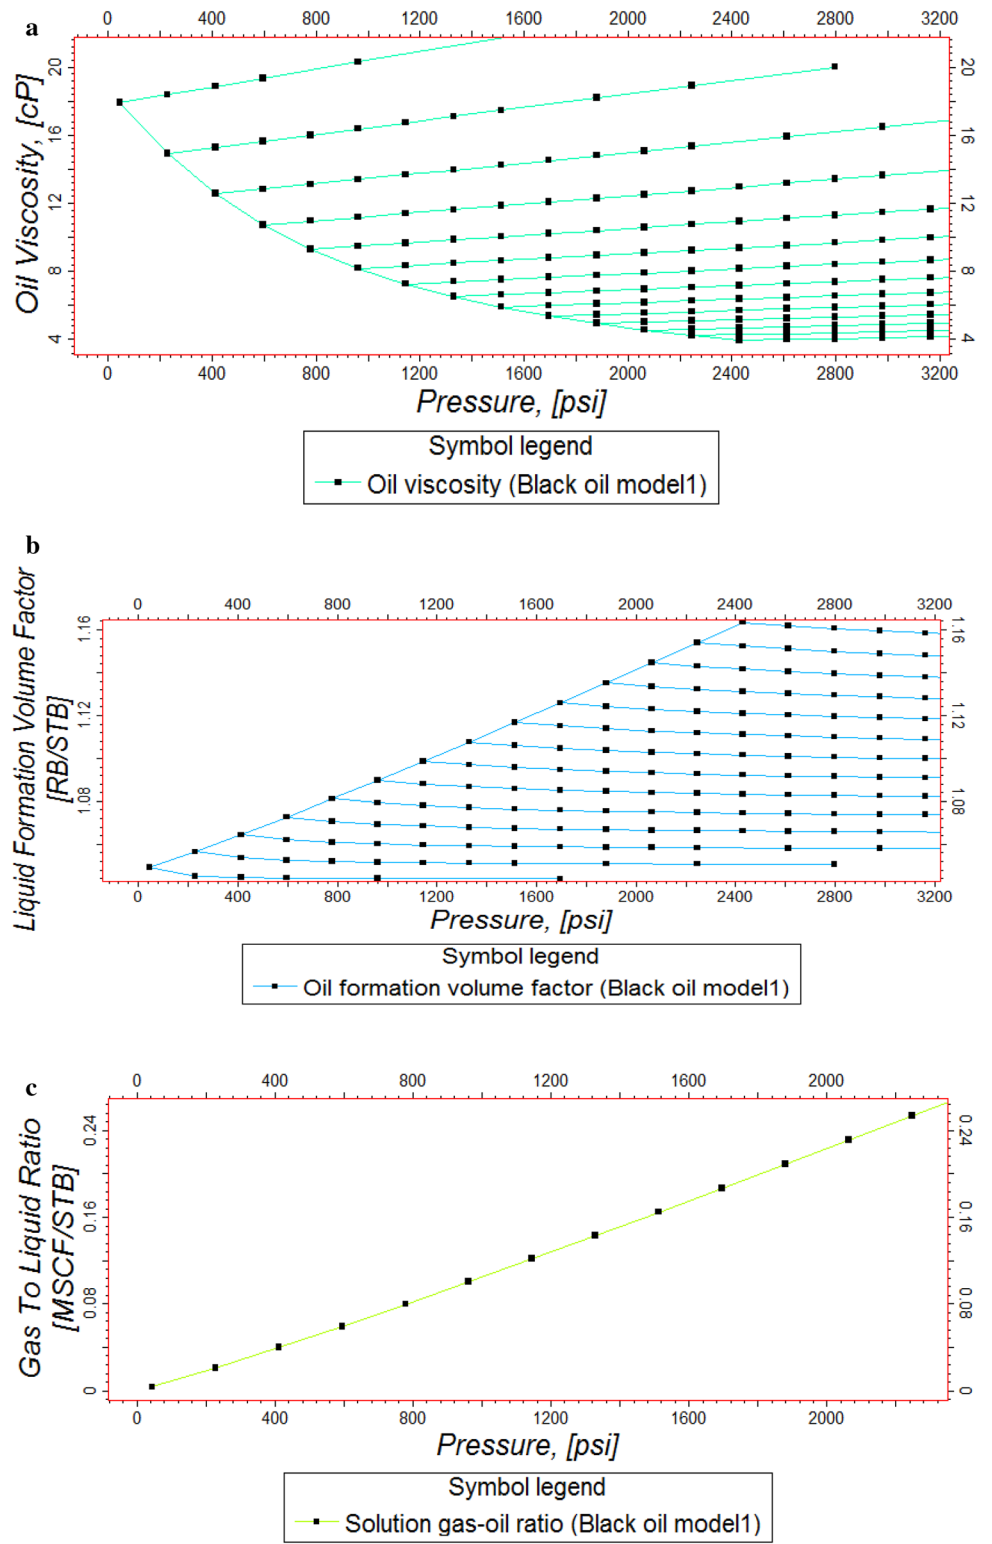 a
0 400 800 1200 1600 2000 2400 2800 3200
Oil Viscosity, [cP]
20 20
16 16
12 12
8 8
4 4
0 400 800 1200 1600 2000 2400 2800 3200
Pressure, [psi]
Symbol legend
Oil viscosity (Black oil model1)
b
0 400 800 1200 1600 2000 2400 2800 3200
Liquid Formation Volume Factor
[RB/STB]
1.16 1.16
1.12 1.12
1.08 1.08
0 400 800 1200 1600 2000 2400 2800 3200
Pressure, [psi]
Symbol legend
Oil formation volume factor (Black oil model1)
c
0 400 800 1200 1600 2000
Gas To Liquid Ratio
[MSCF/STB]
0.24 0.24
0.16 0.16
0.08 0.08
0 0
0 400 800 1200 1600 2000
Pressure, [psi]
Symbol legend
Solution gas-oil ratio (Black oil model1)